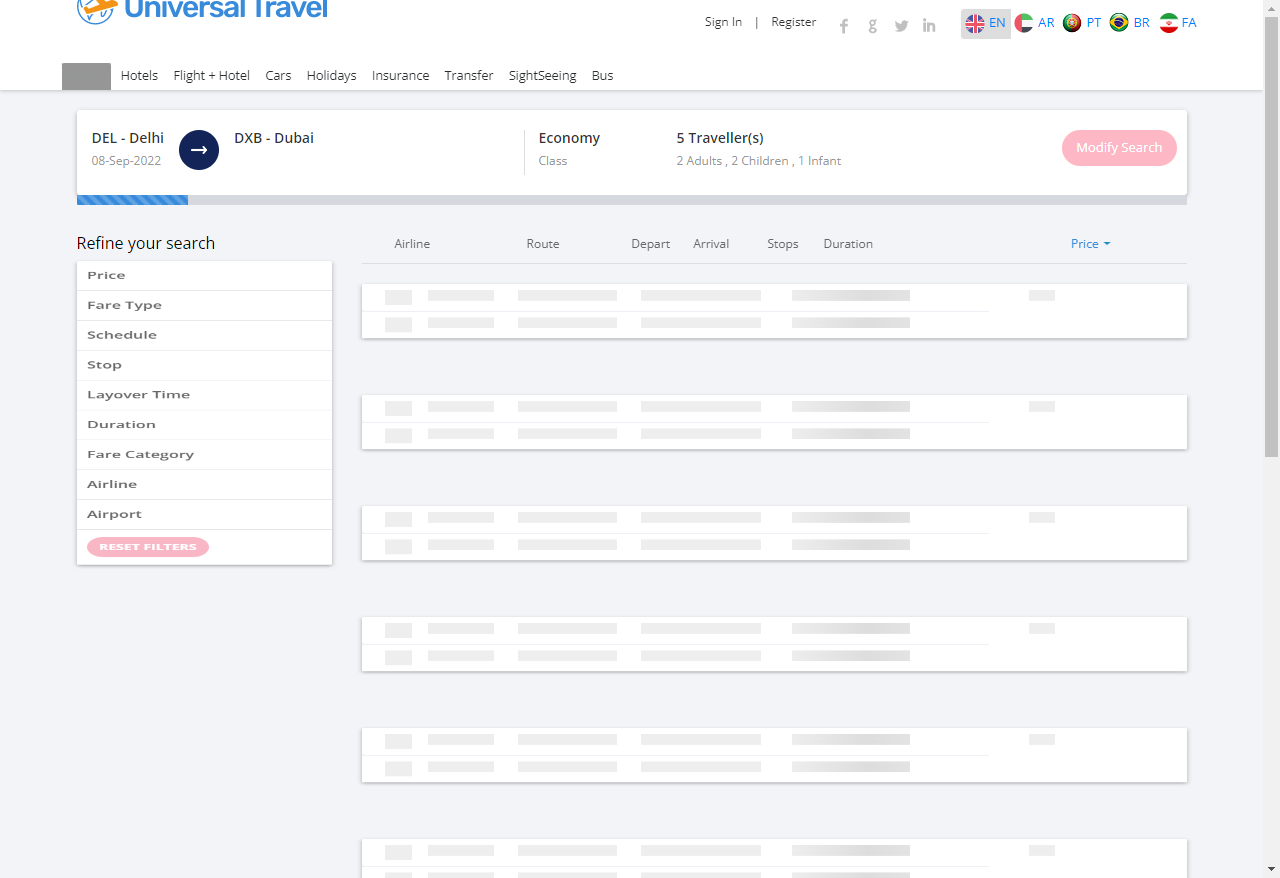 Universal Travel
Sign In | Register
EN AR PT BR FA
Hotels Flight + Hotel Cars Holidays Insurance Transfer SightSeeing Bus
DEL - Delhi
08-Sep-2022
DXB - Dubai
Economy
Class
5 Traveller(s)
2 Adults , 2 Children , 1 Infant
Modify Search
Refine your search
Airline Route Depart Arrival Stops Duration Price
Price
Fare Type
Schedule
Stop
Layover Time
Duration
Fare Category
Airline
Airport
RESET FILTERS